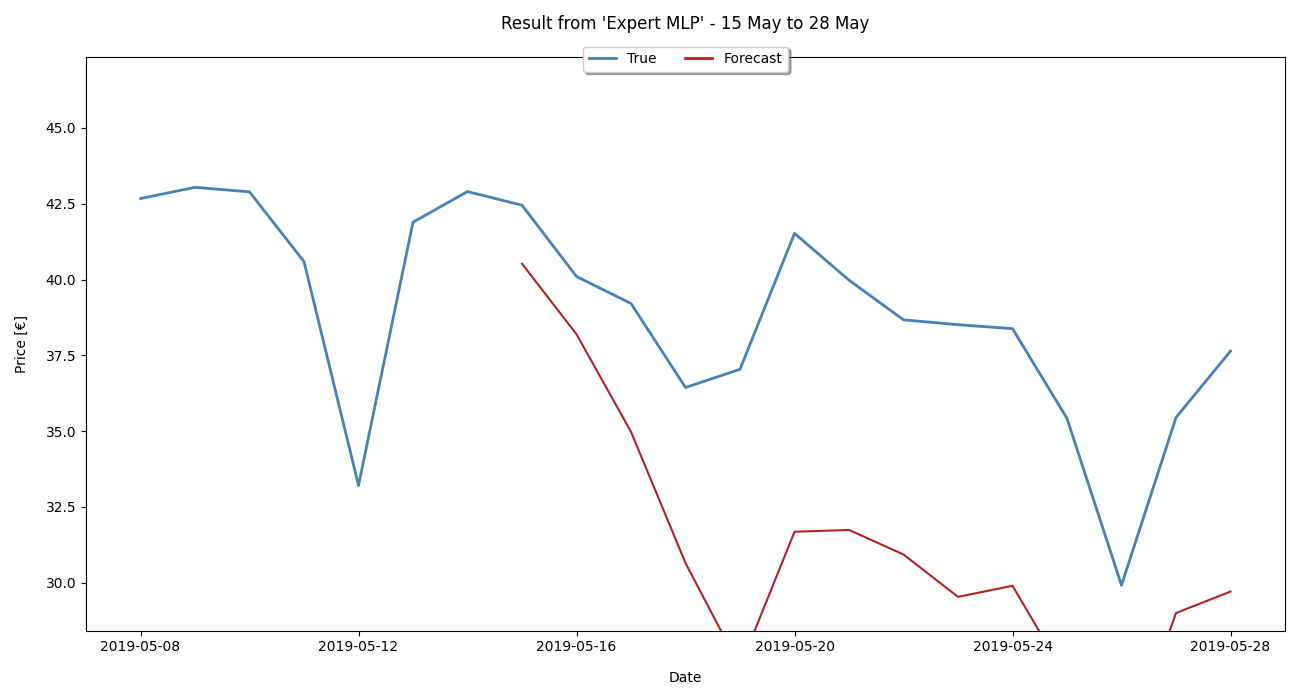 Result from 'Expert MLP' - 15 May to 28 May
True Forecast
45.0
42.5
40.0
37.5
35.0
32.5
30.0
Price [€]
2019-05-08 2019-05-12 2019-05-16 2019-05-20 2019-05-24 2019-05-28
Date